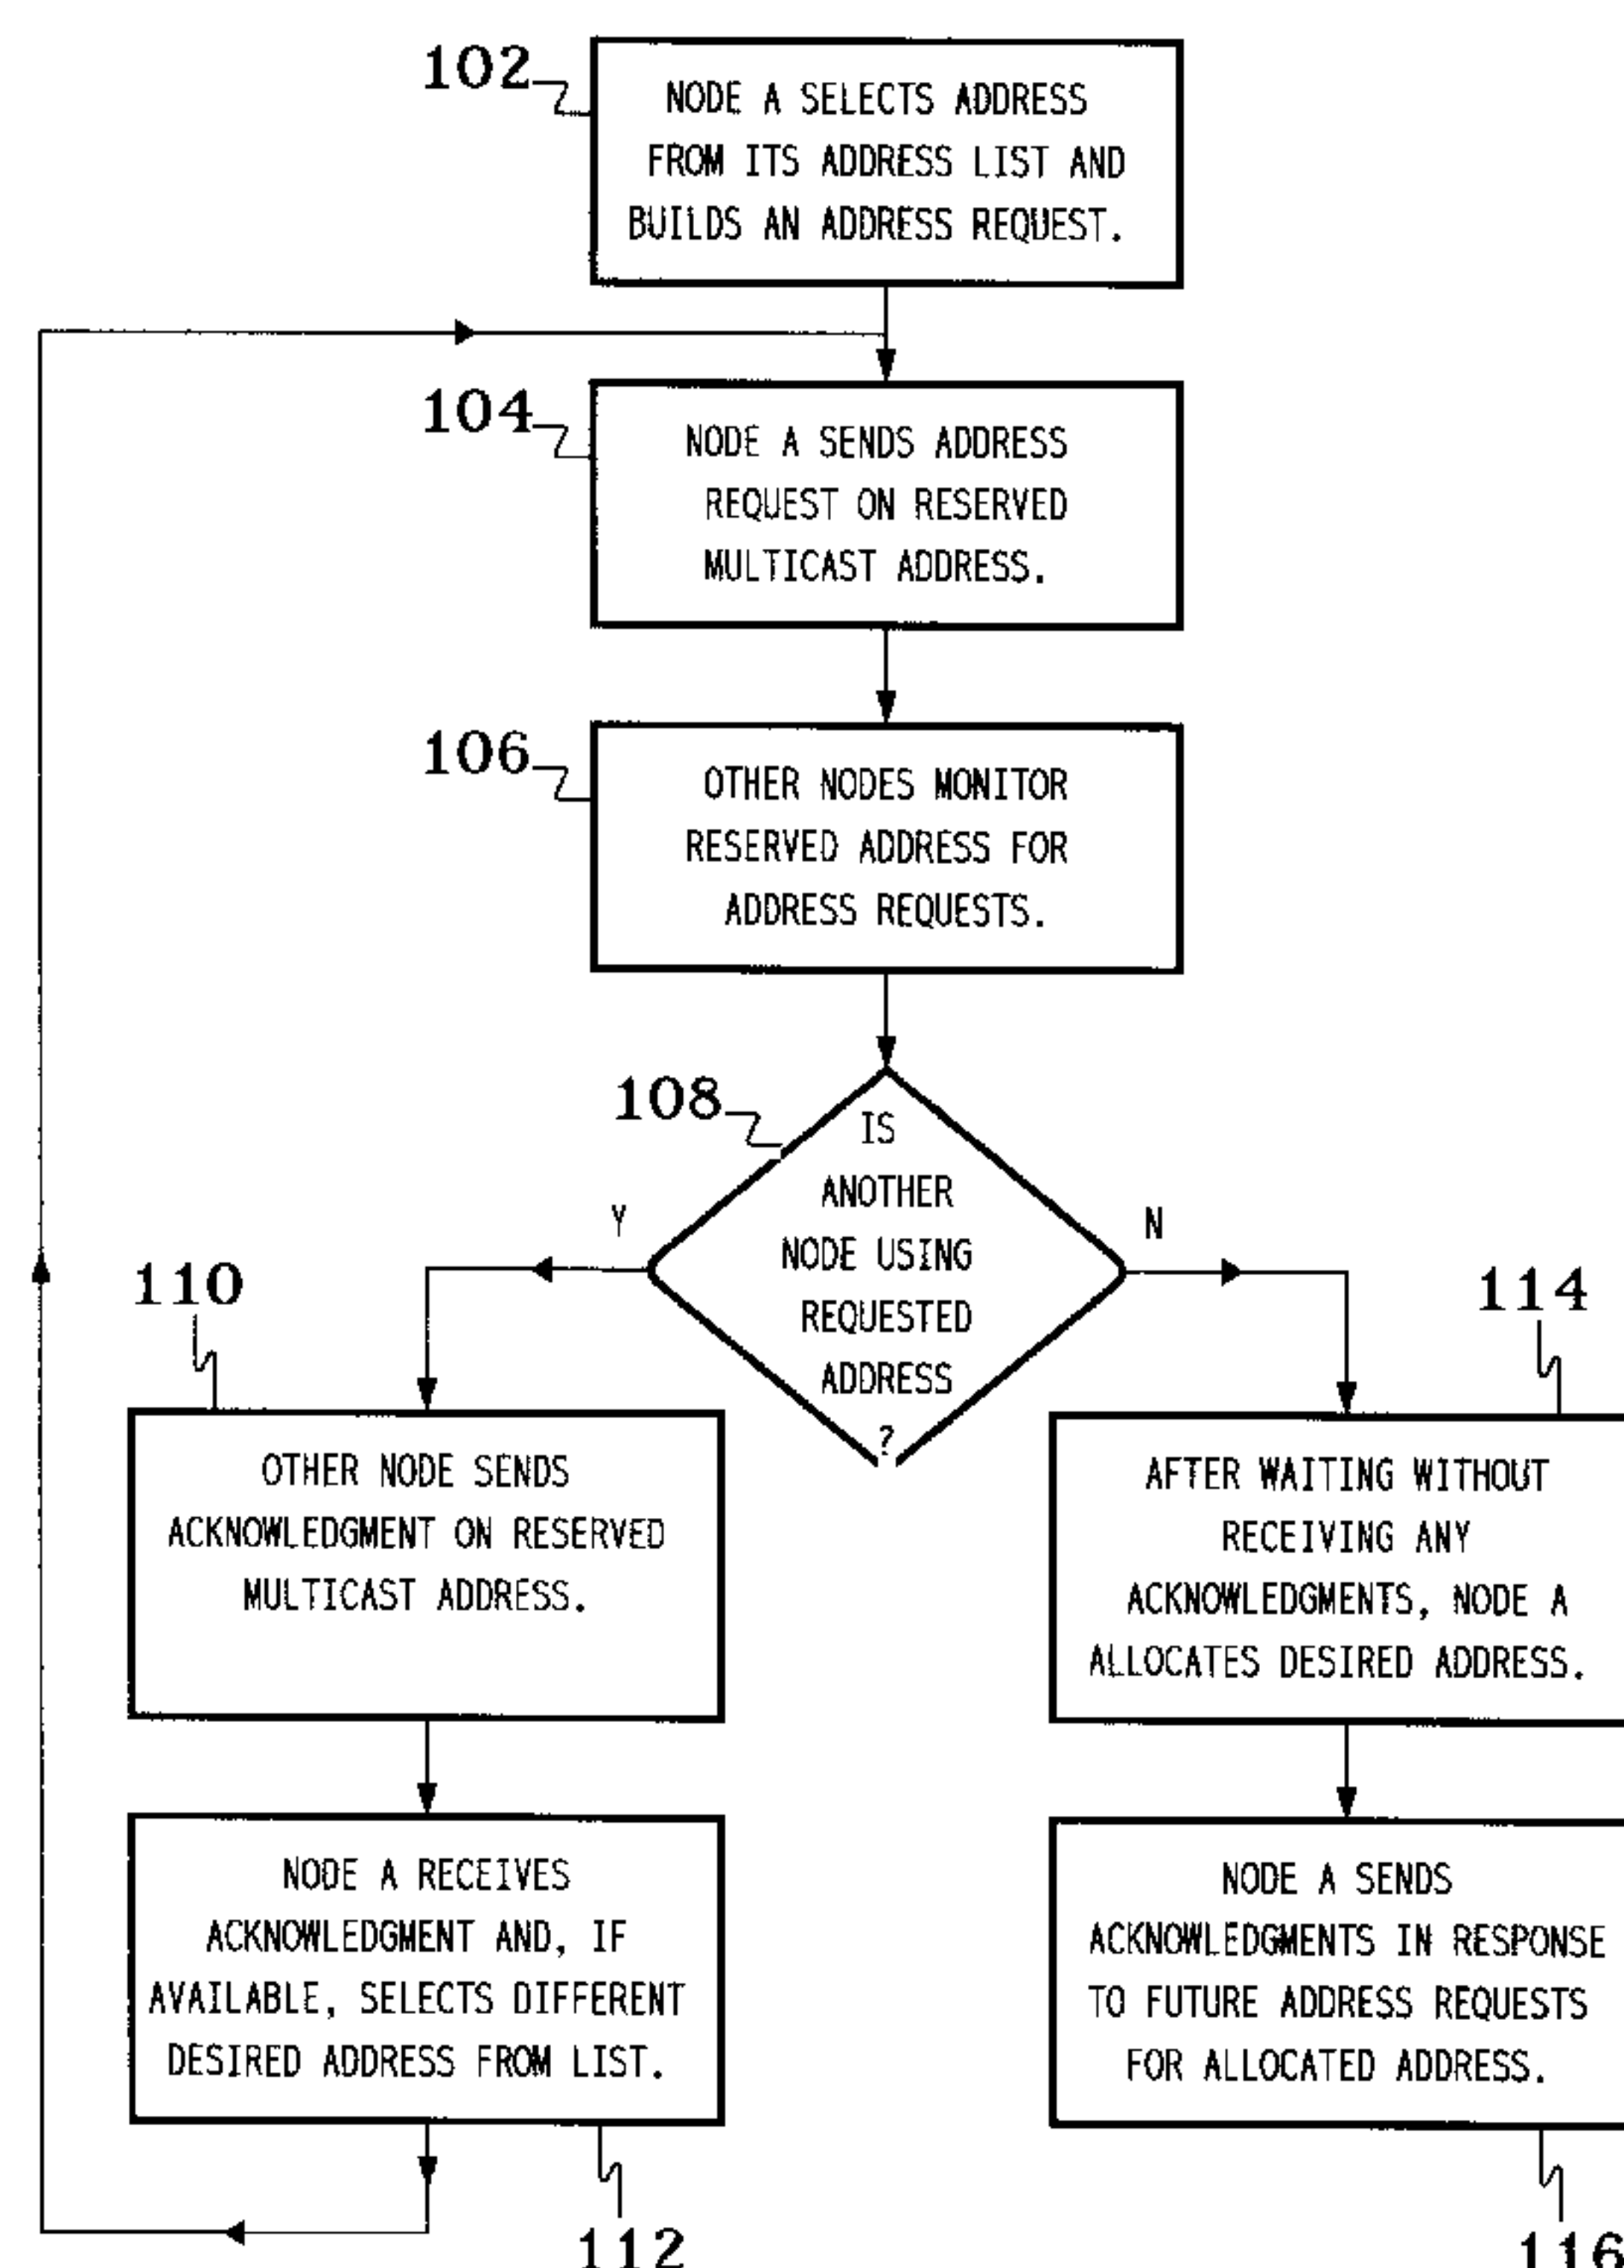 102
NODE A SELECTS ADDRESS
FROM ITS ADDRESS LIST AND
BUILDS AN ADDRESS REQUEST.
104
NODE A SENDS ADDRESS
REQUEST ON RESERVED
MULTICAST ADDRESS.
106
OTHER NODES MONITOR
RESERVED ADDRESS FOR
ADDRESS REQUESTS.
108
IS
ANOTHER
NODE USING
REQUESTED
ADDRESS
?
Y
N
110
OTHER NODE SENDS
ACKNOWLEDGMENT ON RESERVED
MULTICAST ADDRESS.
114
AFTER WAITING WITHOUT
RECEIVING ANY
ACKNOWLEDGMENTS, NODE A
ALLOCATES DESIRED ADDRESS.
NODE A RECEIVES
ACKNOWLEDGMENT AND, IF
AVAILABLE, SELECTS DIFFERENT
DESIRED ADDRESS FROM LIST.
112
NODE A SENDS
ACKNOWLEDGMENTS IN RESPONSE
TO FUTURE ADDRESS REQUESTS
FOR ALLOCATED ADDRESS.
116